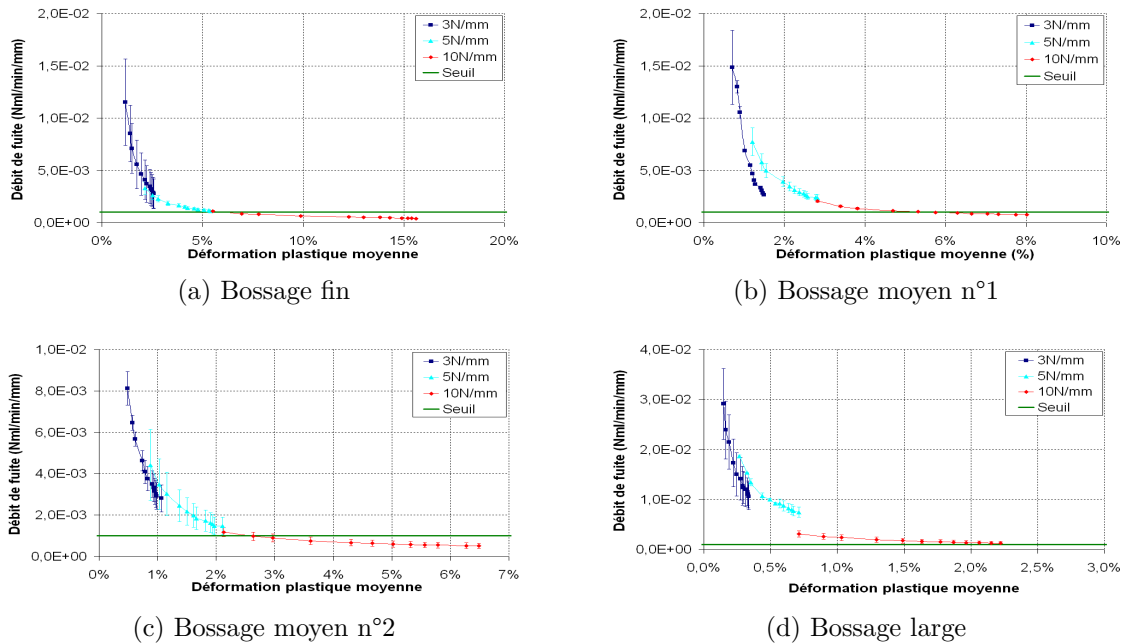 2,0E-02
1,5E-02
1,0E-02
5,0E-03
0,0E+00
Débit de fuite (Nml/min/mm)
3N/mm
5N/mm
10N/mm
Seuil
0% 5% 10% 15% 20%
Déformation plastique moyenne
(a) Bossage fin
2,0E-02
1,5E-02
1,0E-02
5,0E-03
0,0E+00
Débit de fuite (Nml/min/mm)
3N/mm
5N/mm
10N/mm
Seuil
0% 2% 4% 6% 8% 10%
Déformation plastique moyenne (%)
(b) Bossage moyen n°1
1,0E-02
8,0E-03
6,0E-03
4,0E-03
2,0E-03
0,0E+00
Débit de fuite (Nml/min/mm)
3N/mm
5N/mm
10N/mm
Seuil
0% 1% 2% 3% 4% 5% 6% 7%
Déformation plastique moyenne
(c) Bossage moyen n°2
4,0E-02
3,0E-02
2,0E-02
1,0E-02
0,0E+00
Débit de fuite (Nml/min/mm)
3N/mm
5N/mm
10N/mm
Seuil
0,0% 0,5% 1,0% 1,5% 2,0% 2,5% 3,0%
Déformation plastique moyenne
(d) Bossage large